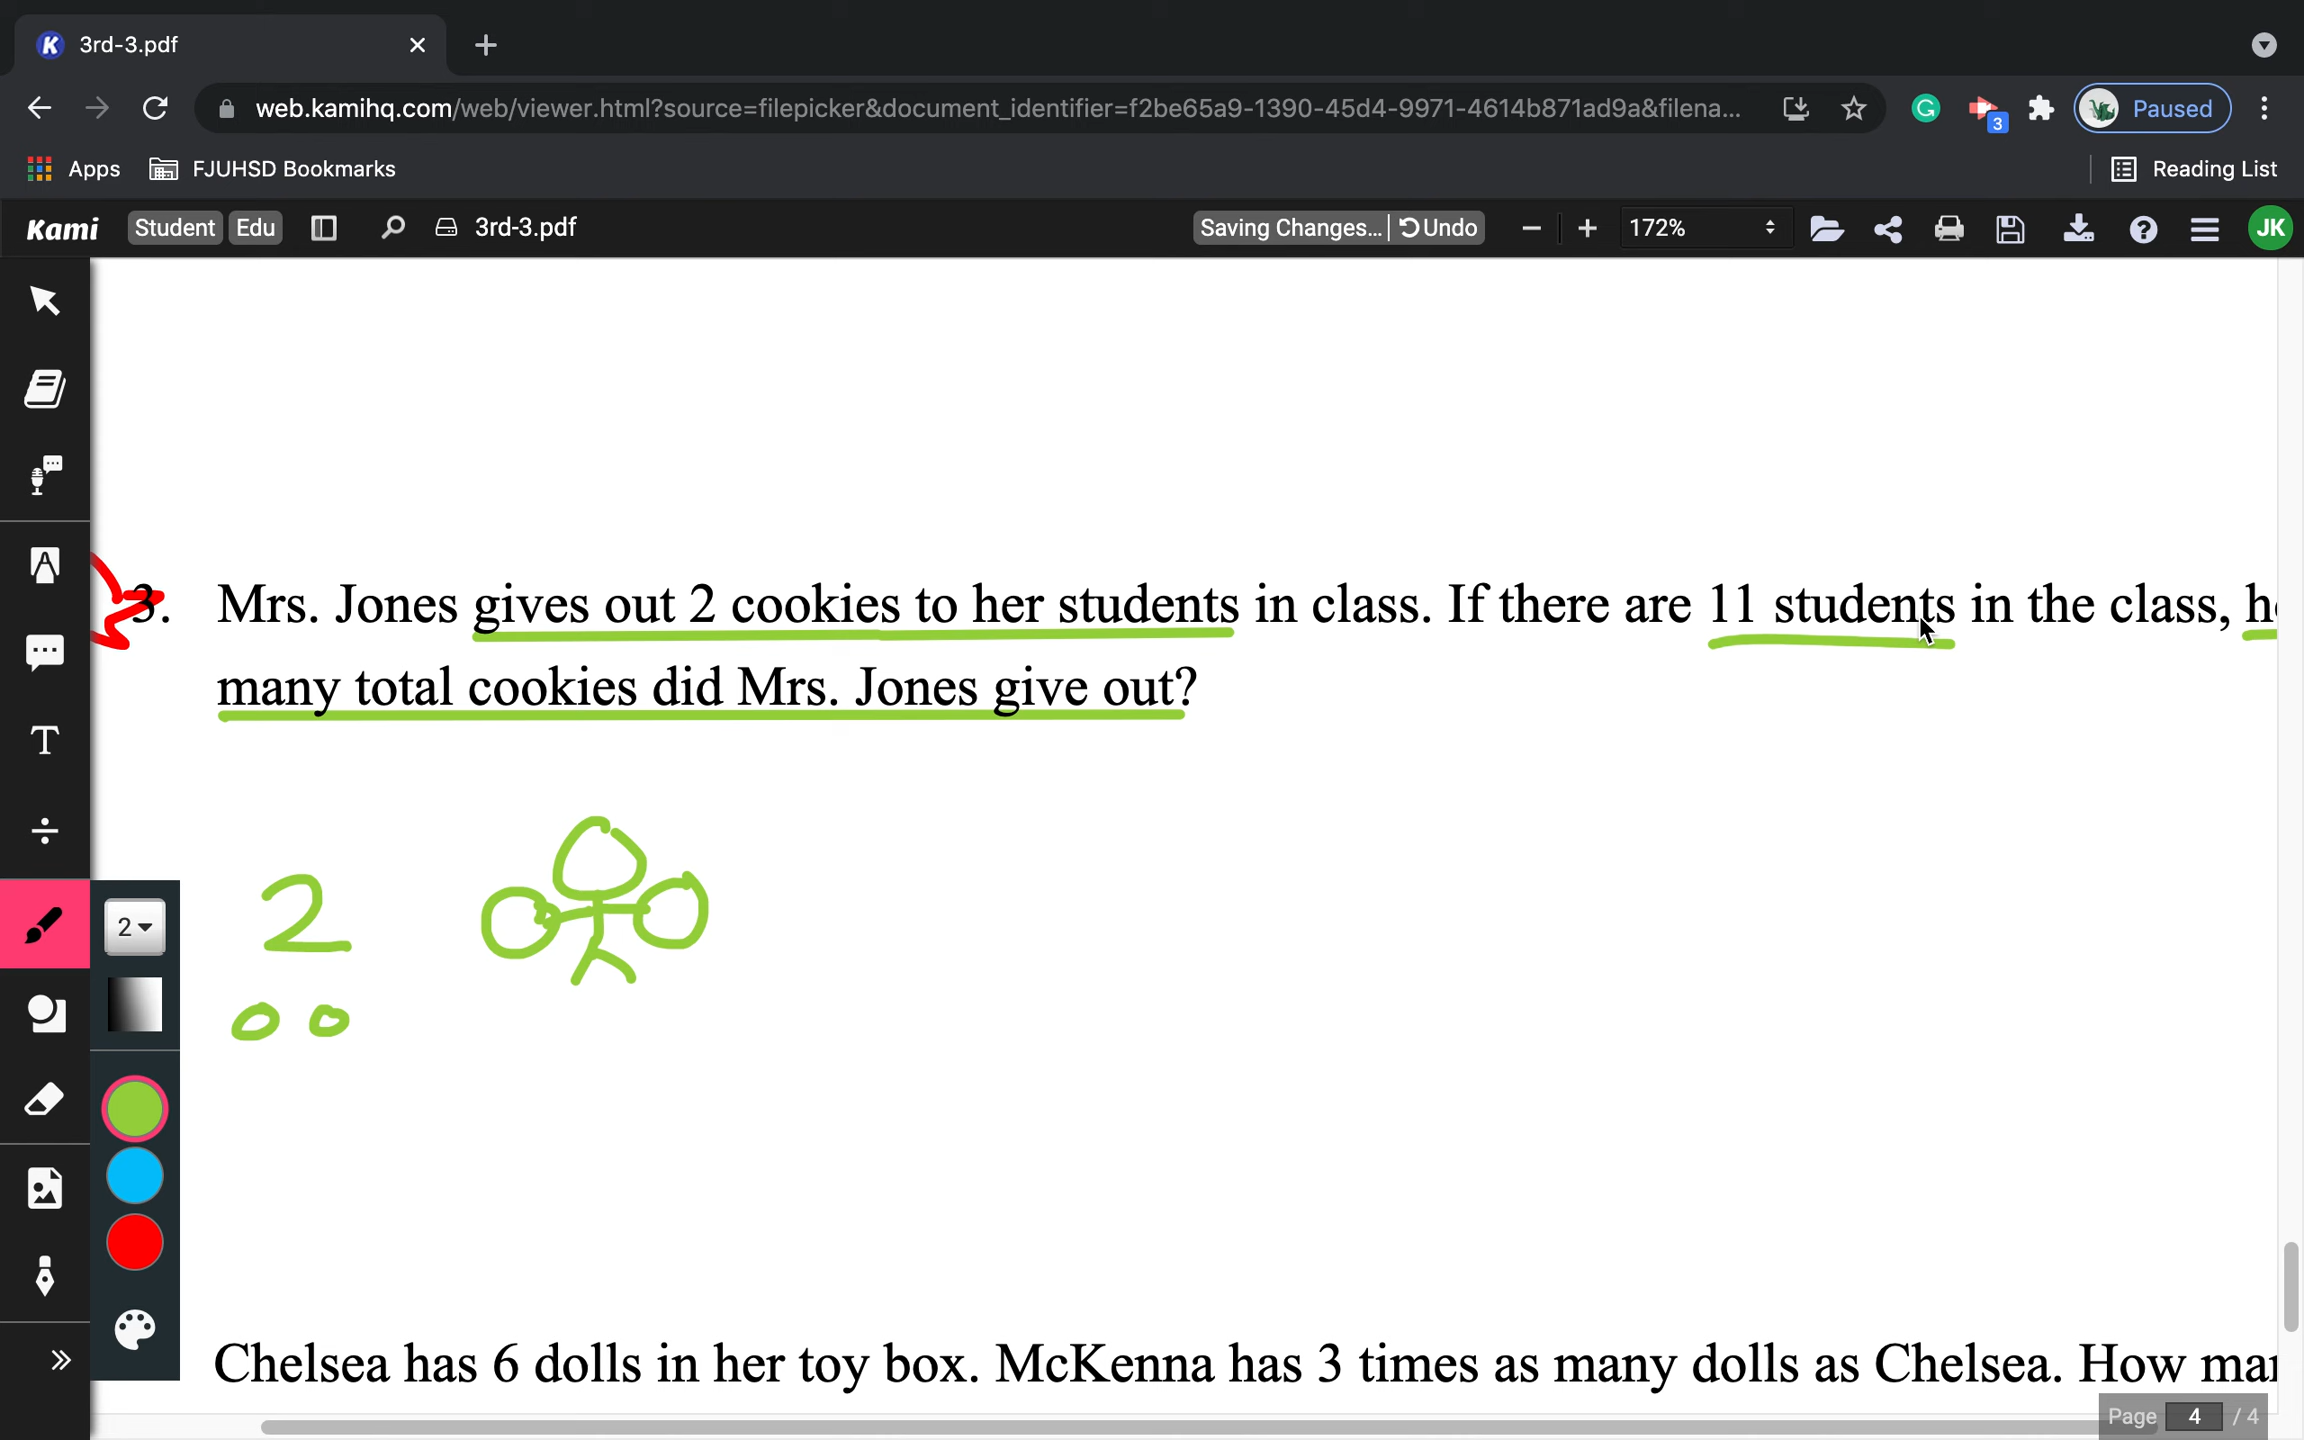 3rd-3.pdf
web.kamihq.com/web/viewer.html?source=filepicker&document_identifier=f2be65a9-1390-45d4-9971-4614b871ad9a&filena...
G
3
Paused
Apps
FJUHSD Bookmarks
Reading List
Kami
Student
Edu
3rd-3.pdf
Saving Changes...
Undo
172%
JK
3. Mrs. Jones gives out 2 cookies to her students in class. If there are 11 students in the class, h
many total cookies did Mrs. Jones give out?
T
2
2
Chelsea has 6 dolls in her toy box. McKenna has 3 times as many dolls as Chelsea. How ma
Page 4 / 4